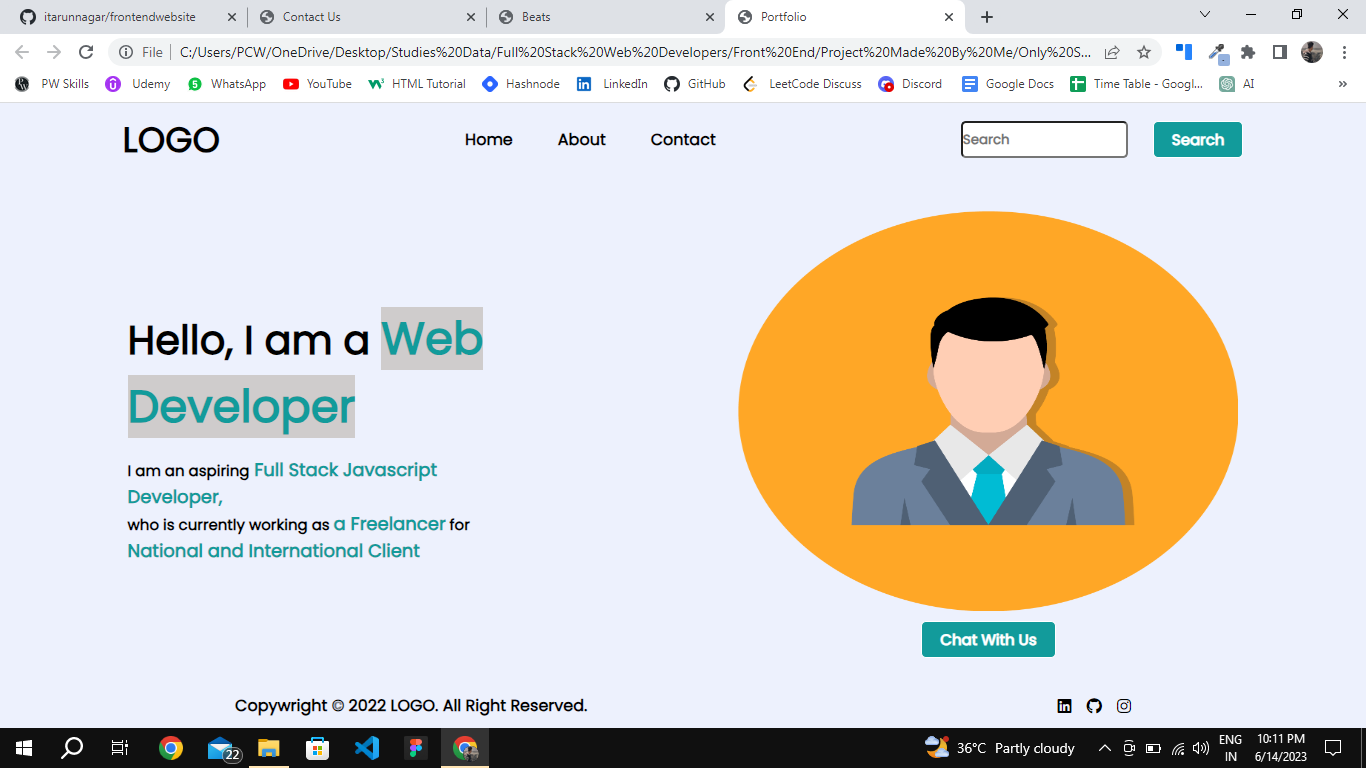 itarunnagar/frontendwebsite
Contact Us
Beats
Portfolio
File
C:/Users/PCW/OneDrive/Desktop/Studies%20Data/Full%20Stack%20Web%20Developers/Front%20End/Project%20Made%20By%20Me/Only%20S...
PW Skills
Udemy
5
WhatsApp
YouTube
HTML Tutorial
Hashnode
LinkedIn
GitHub
LeetCode Discuss
Discord
Google Docs
Time Table - Googl...
AI
»
LOGO
Home
About
Contact
Search
Search
Hello, I am a Web
Developer
I am an aspiring Full Stack Javascript
Developer,
who is currently working as a Freelancer for
National and International Client
Chat With Us
Copywright © 2022 LOGO. All Right Reserved.
22
36°C Partly cloudy
ENG
IN
10:11 PM
6/14/2023